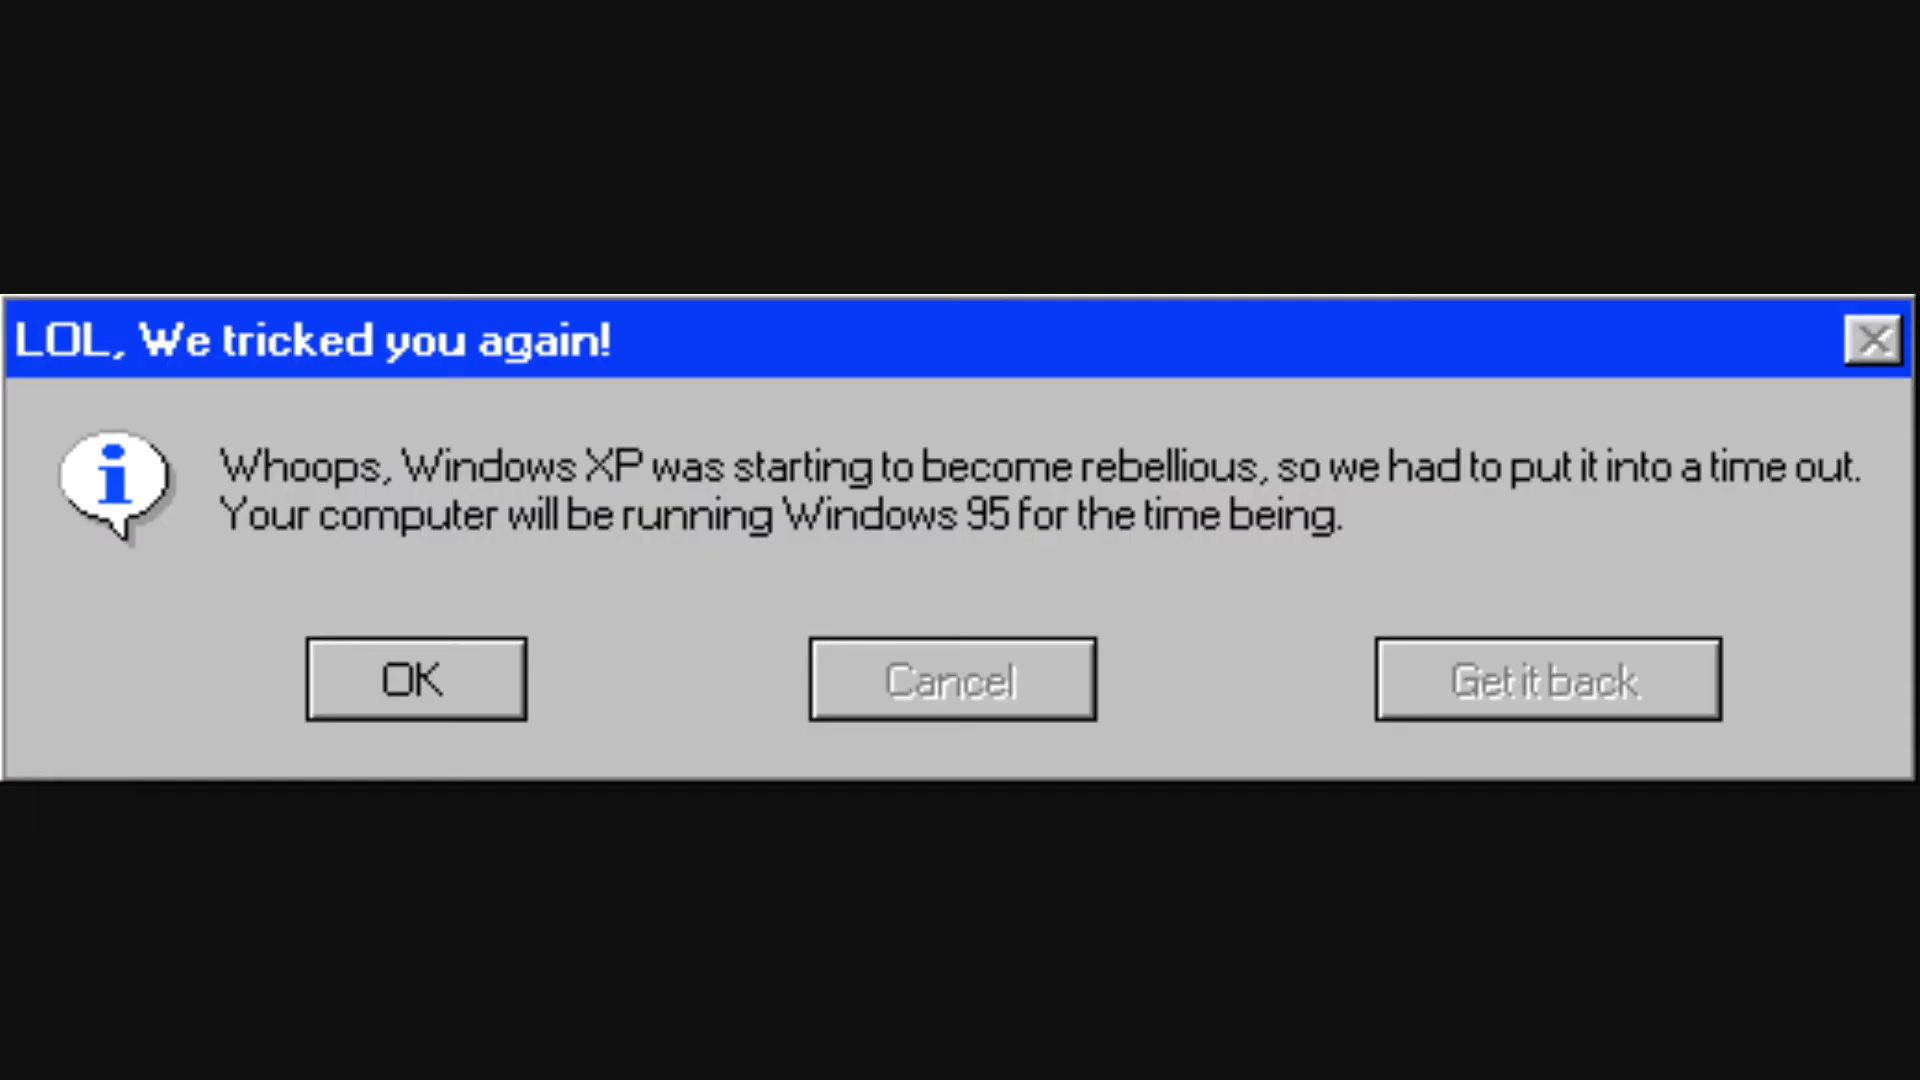 LOL, We tricked you again!
Whoops, Windows XP was starting to become rebellious, so we had to put it into a time out.
Your computer will be running Windows 95 for the time being.
OK
Cancel
Get it back